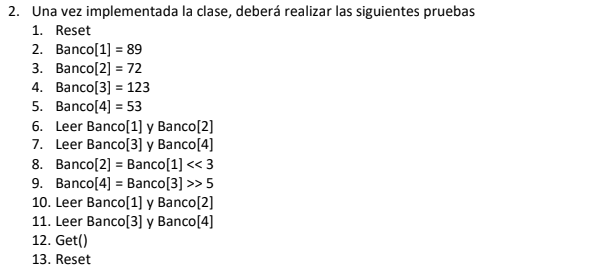 2. Una vez implementada la clase, deberá realizar las siguientes pruebas
1. Reset
2. Banco[1] = 89
3. Banco[2] = 72
4. Banco[3] = 123
5. Banco[4] = 53
6. Leer Banco[1] y Banco[2]
7. Leer Banco[3] y Banco[4]
8. Banco[2] = Banco[1] << 3
9. Banco[4] = Banco[3] >> 5
10. Leer Banco[1] y Banco[2]
11. Leer Banco[3] y Banco[4]
12. Get()
13. Reset